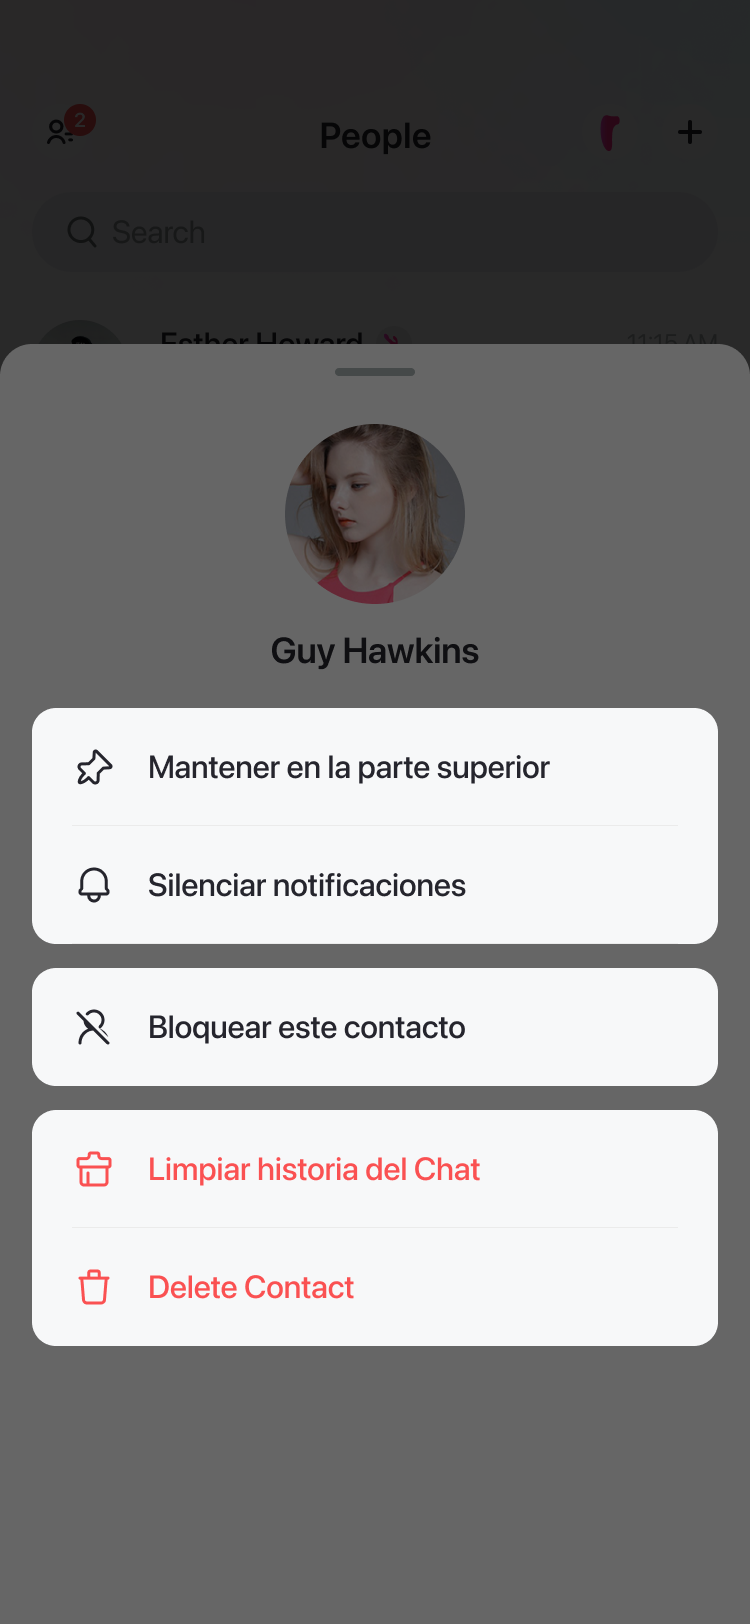 2
People
Search
Esther Howard
11:15 AM
Guy Hawkins
Mantener en la parte superior
Silenciar notificaciones
Bloquear este contacto
Limpiar historia del Chat
Delete Contact